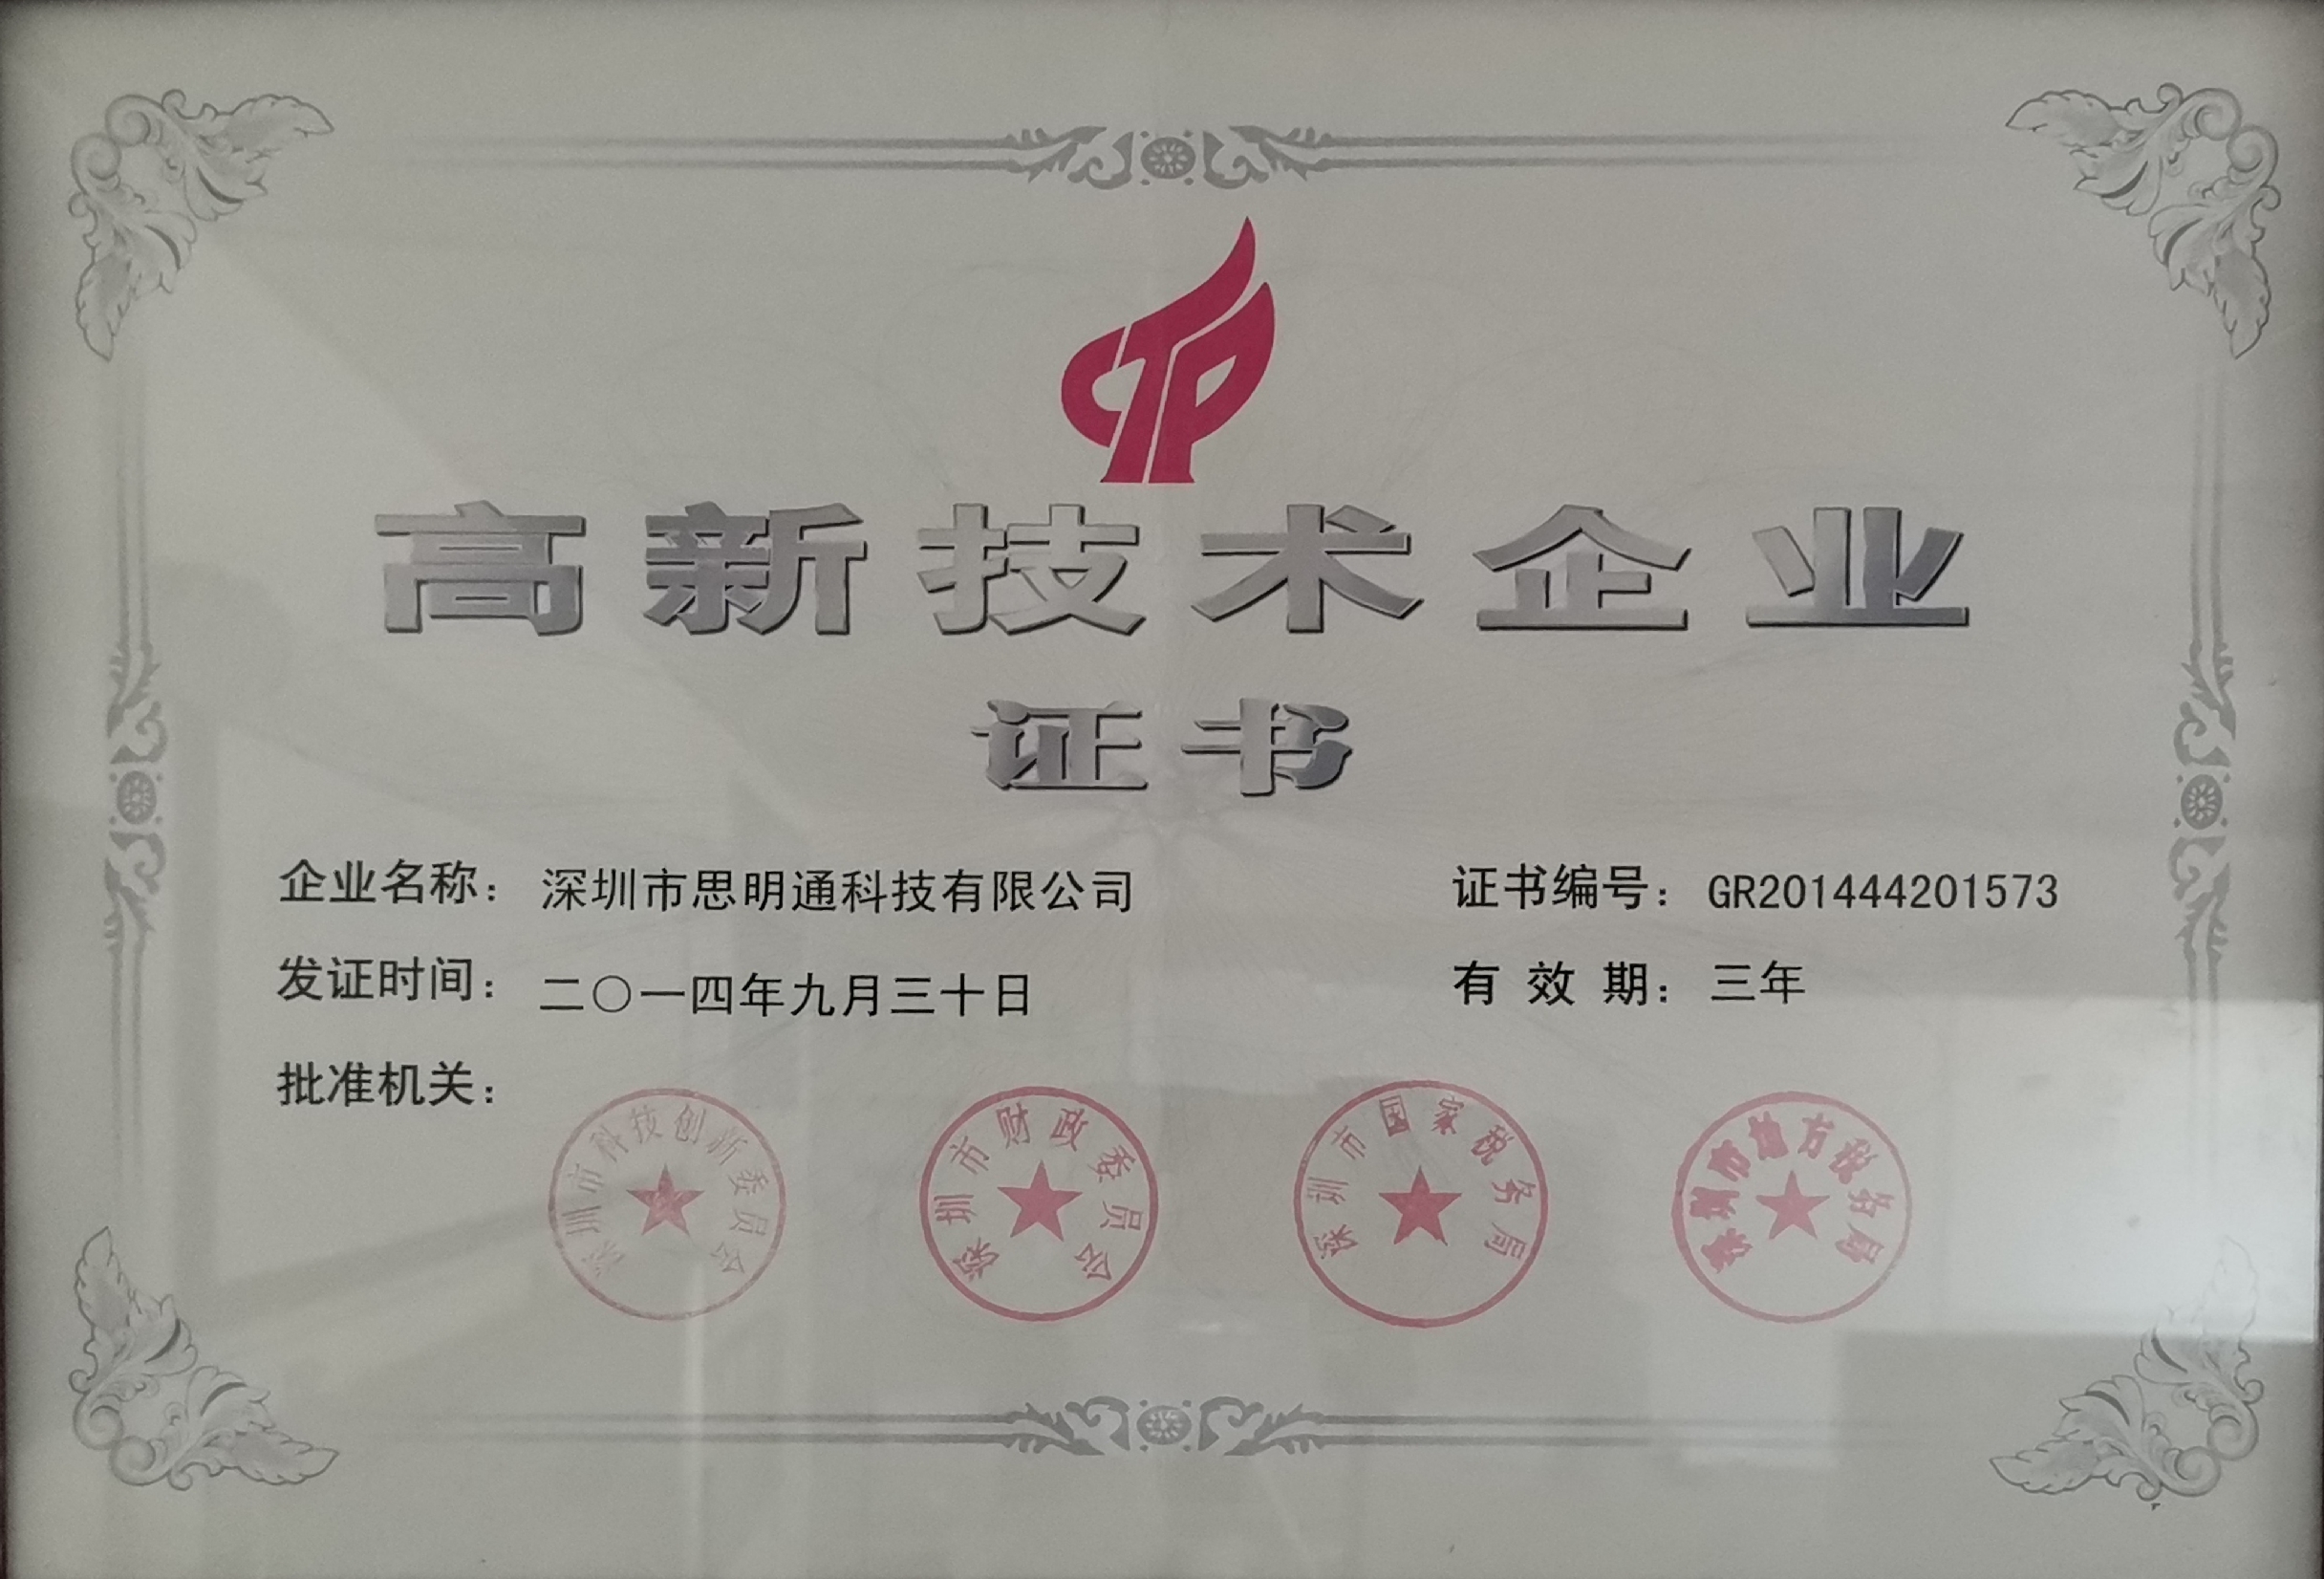 CTP
高新技术企业
证书
企业名称：深圳市思明通科技有限公司
证书编号：GR201444201573
发证时间：二〇一四年九月三十日
有效期：三年
批准机关：
深圳市科技创新委员会
深圳市财政委员会
深圳市国家税务局
深圳市地方税务局